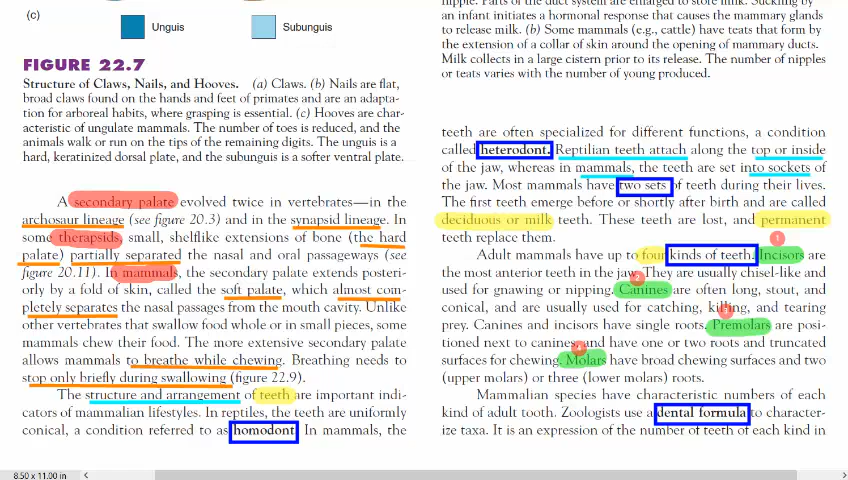 (c)
Unguis
Subunguis
FIGURE 22.7
Structure of Claws, Nails, and Hooves. (a) Claws. (b) Nails are flat,
broad claws found on the hands and feet of primates and are an adapta-
tion for arboreal habits, where grasping is essential. (c) Hooves are char-
acteristic of ungulate mammals. The number of toes is reduced, and the
animals walk or run on the tips of the remaining digits. The unguis is a
hard, keratinized dorsal plate, and the subunguis is a softer ventral plate.
A secondary palate evolved twice in vertebrates—in the
archosaur lineage (see figure 20.3) and in the synapsid lineage. In
some therapsids, small, shelflike extensions of bone (the hard
palate) partially separated the nasal and oral passageways (see
figure 20.11). In mammals, the secondary palate extends posteri-
orly by a fold of skin, called the soft palate, which almost com-
pletely separates the nasal passages from the mouth cavity. Unlike
other vertebrates that swallow food whole or in small pieces, some
mammals chew their food. The more extensive secondary palate
allows mammals to breathe while chewing. Breathing needs to
stop only briefly during swallowing (figure 22.9).
The structure and arrangement of teeth are important indi-
cators of mammalian lifestyles. In reptiles, the teeth are uniformly
conical, a condition referred to as homodont. In mammals, the
nipple. Parts of the duct system are enlarged to store milk. Suckling by
an infant initiates a hormonal response that causes the mammary glands
to release milk. (b) Some mammals (e.g., cattle) have teats that form by
the extension of a collar of skin around the opening of mammary ducts.
Milk collects in a large cistern prior to its release. The number of nipples
or teats varies with the number of young produced.
teeth are often specialized for different functions, a condition
called heterodont. Reptilian teeth attach along the top or inside
of the jaw, whereas in mammals, the teeth are set into sockets of
the jaw. Most mammals have two sets of teeth during their lives.
The first teeth emerge before or shortly after birth and are called
deciduous or milk teeth. These teeth are lost, and permanent
teeth replace them.
1
Adult mammals have up to four kinds of teeth. Incisors are
the most anterior teeth in the jaw. They are usually chisel-like and
2
used for gnawing or nipping. Canines are often long, stout, and
conical, and are usually used for catching, killing, and tearing
3
prey. Canines and incisors have single roots. Premolars are posi-
tioned next to canines and have one or two roots and truncated
4
surfaces for chewing. Molars have broad chewing surfaces and two
(upper molars) or three (lower molars) roots.
Mammalian species have characteristic numbers of each
kind of adult tooth. Zoologists use a dental formula to character-
ize taxa. It is an expression of the number of teeth of each kind in
8.50 x 11.00 in